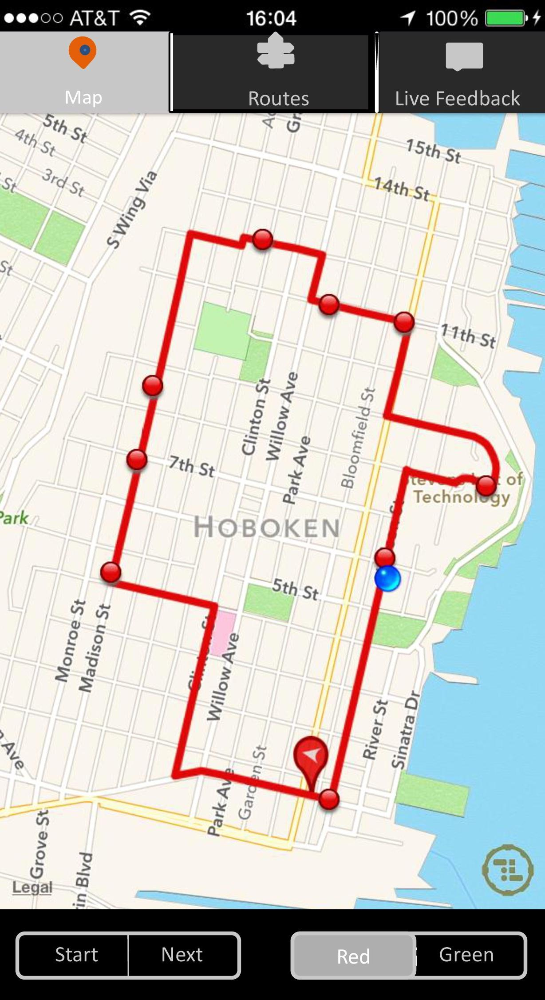 AT&T 16:04 100%
Map Routes Live Feedback
5th St
4th St
3rd St
St
15th St
14th St
S Wing Via
St
11th St
Clinton St
Willow Ave
Park Ave
Bloomfield St
7th St
of
Technology
Park
HOBOKEN
5th St
Monroe St
Madison St
Clinton St
Willow Ave
River St
Sinatra Dr
Ave
Park Ave
Garden St
Grove St
Blvd
Legal
Start Next Red Green